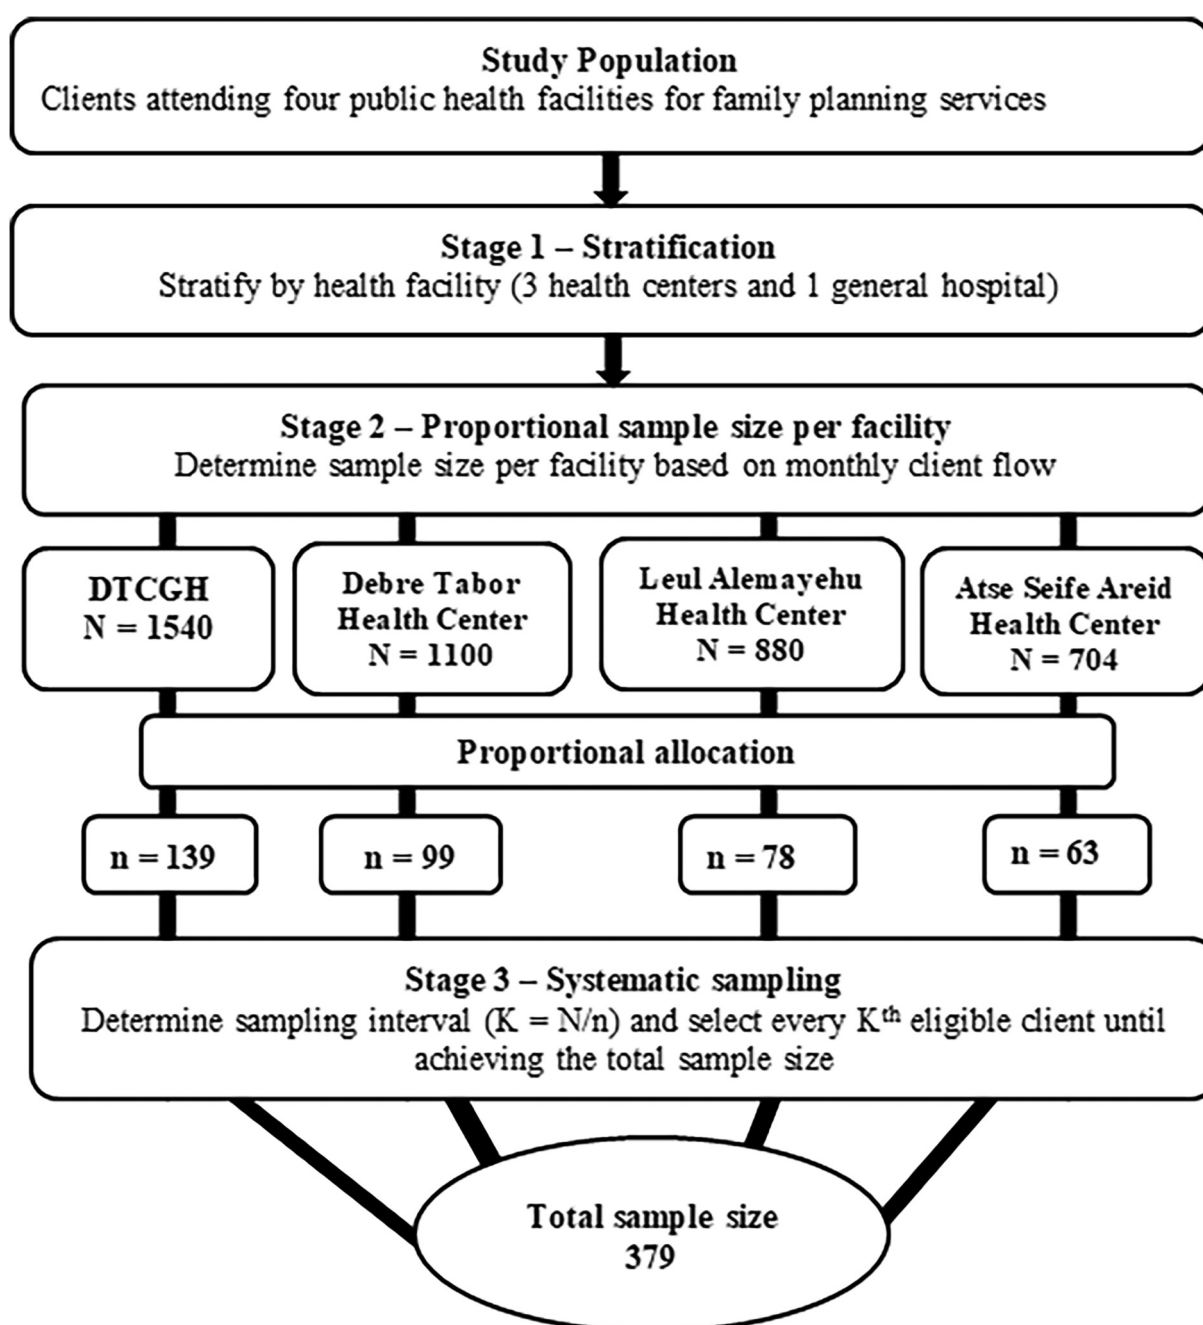 Study Population
Clients attending four public health facilities for family planning services
Stage 1 – Stratification
Stratify by health facility (3 health centers and 1 general hospital)
Stage 2 – Proportional sample size per facility
Determine sample size per facility based on monthly client flow
DTCGH
N = 1540
Debre Tabor
Health Center
N = 1100
Leul Alemayehu
Health Center
N = 880
Atse Seife Areid
Health Center
N = 704
Proportional allocation
n = 139
n = 99
n = 78
n = 63
Stage 3 – Systematic sampling
Determine sampling interval (K = N/n) and select every Kth eligible client until
achieving the total sample size
Total sample size
379